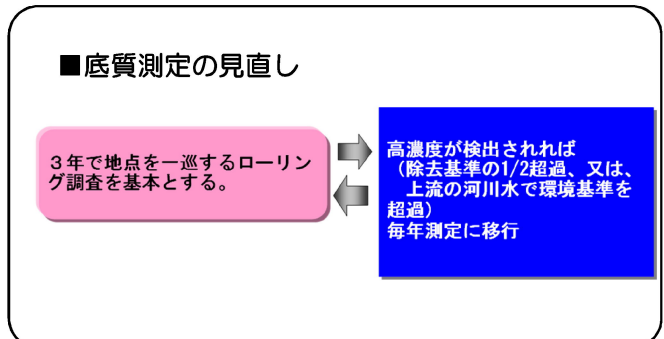 ■底質測定の見直し
３年で地点を一巡するローリン
グ調査を基本とする。
高濃度が検出されれば
（除去基準の1/2超過、又は、
上流の河川水で環境基準を
超過）
毎年測定に移行